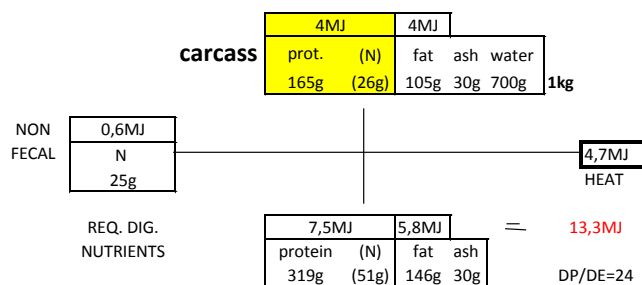 4MJ 4MJ
carcass prot. (N) fat ash water
165g (26g) 105g 30g 700g 1kg
NON 0,6MJ
FECAL N 4,7MJ
25g HEAT
REQ. DIG. 7,5MJ 5,8MJ = 13,3MJ
NUTRIENTS protein (N) fat ash
319g (51g) 146g 30g DP/DE=24